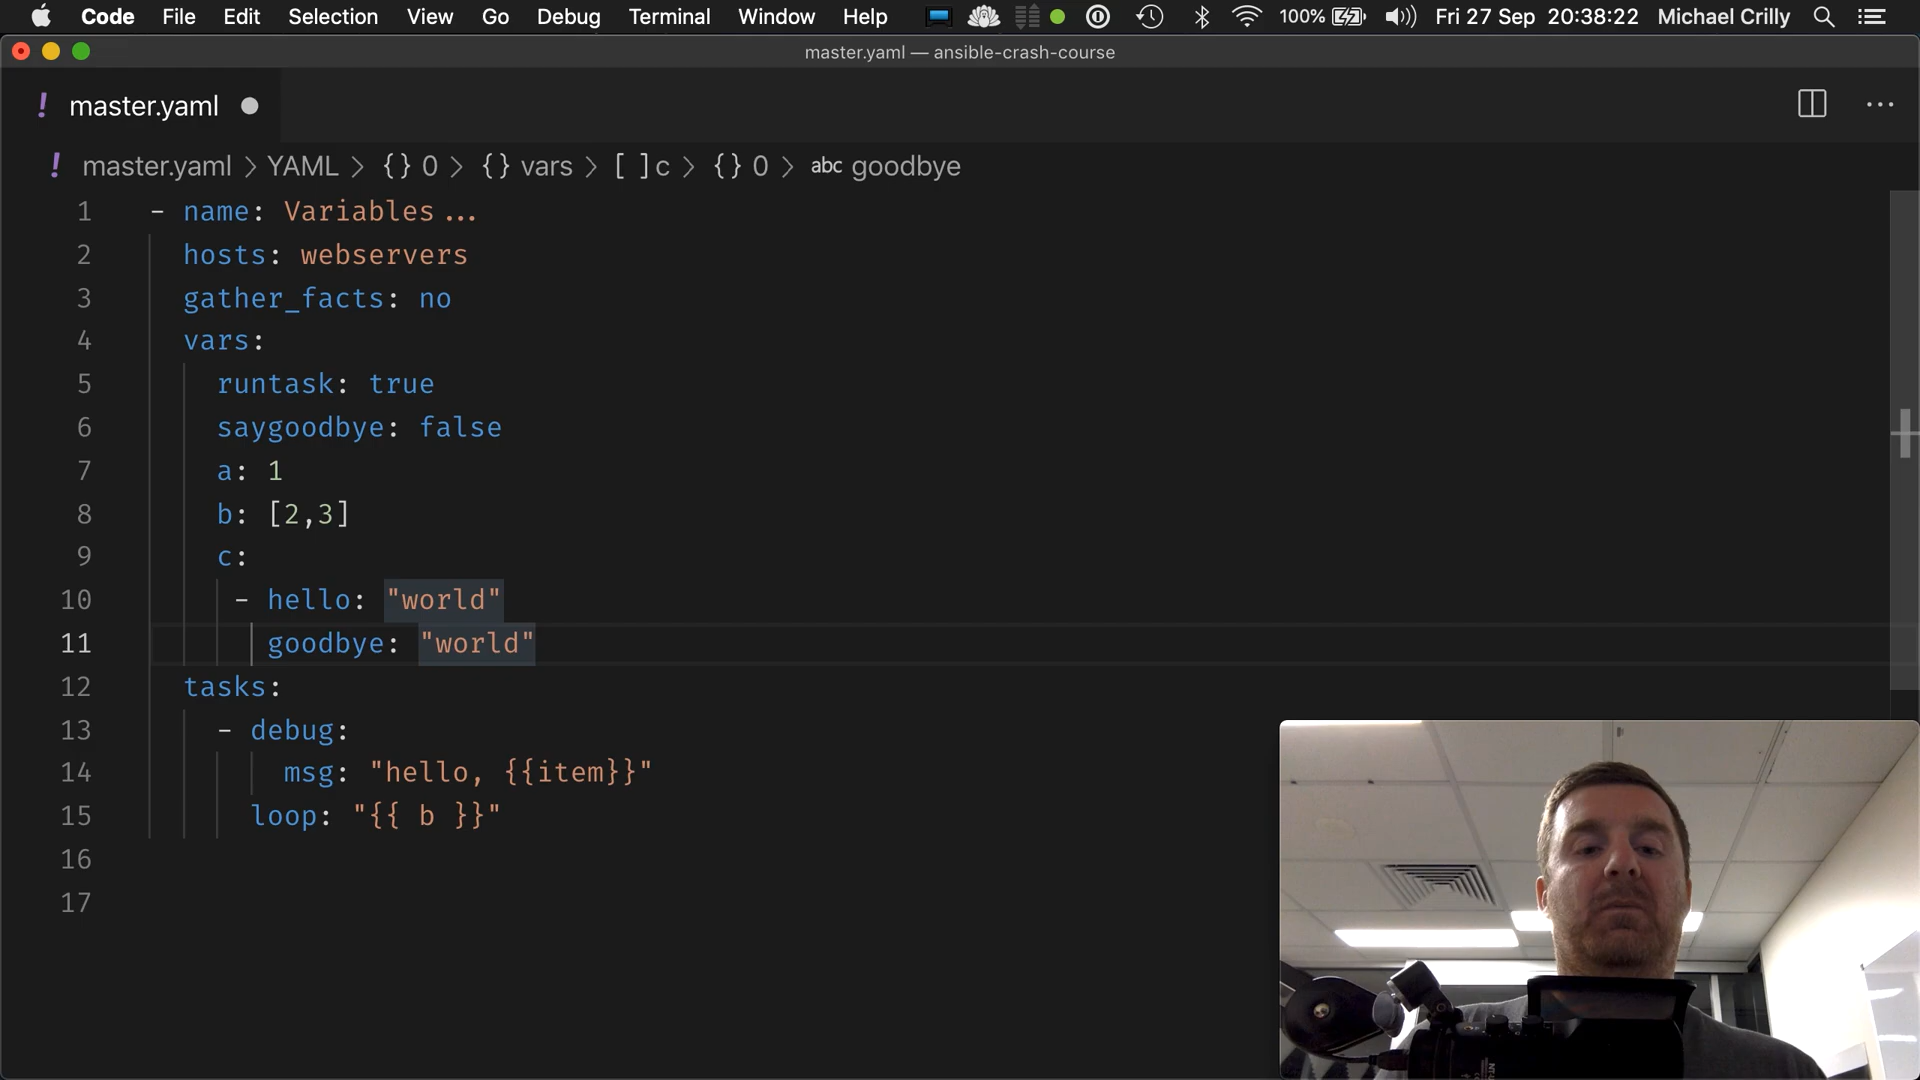 Code File Edit Selection View Go Debug Terminal Window Help 100% Fri 27 Sep 20:38:22 Michael Crilly
master.yaml — ansible-crash-course
! master.yaml
! master.yaml > YAML > {} 0 > {} vars > [ ] c > {} 0 > abc goodbye
1 - name: Variables...
2 hosts: webservers
3 gather_facts: no
4 vars:
5 runtask: true
6 saygoodbye: false
7 a: 1
8 b: [2,3]
9 c:
10 - hello: "world"
11 goodbye: "world"
12 tasks:
13 - debug:
14 msg: "hello, {{item}}"
15 loop: "{{ b }}"
16
17